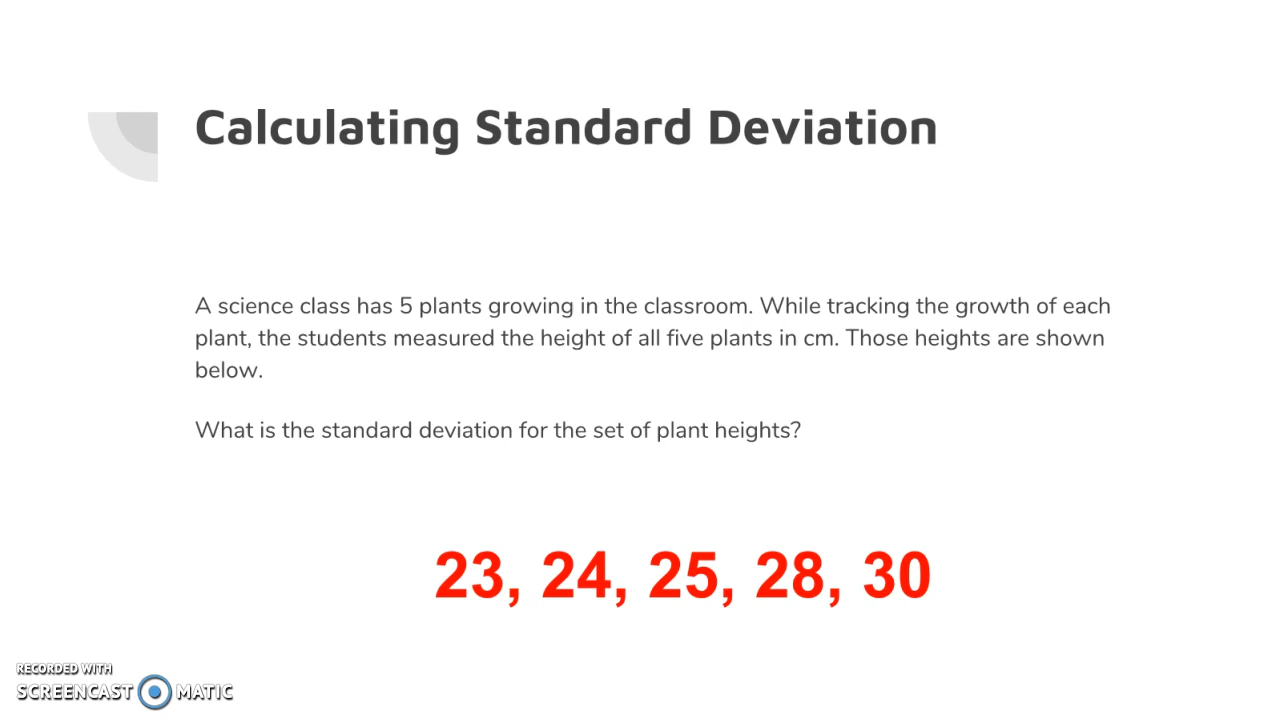 Calculating Standard Deviation
A science class has 5 plants growing in the classroom. While tracking the growth of each
plant, the students measured the height of all five plants in cm. Those heights are shown
below.
What is the standard deviation for the set of plant heights?
23, 24, 25, 28, 30
RECORDED WITH
SCREENCAST MATIC